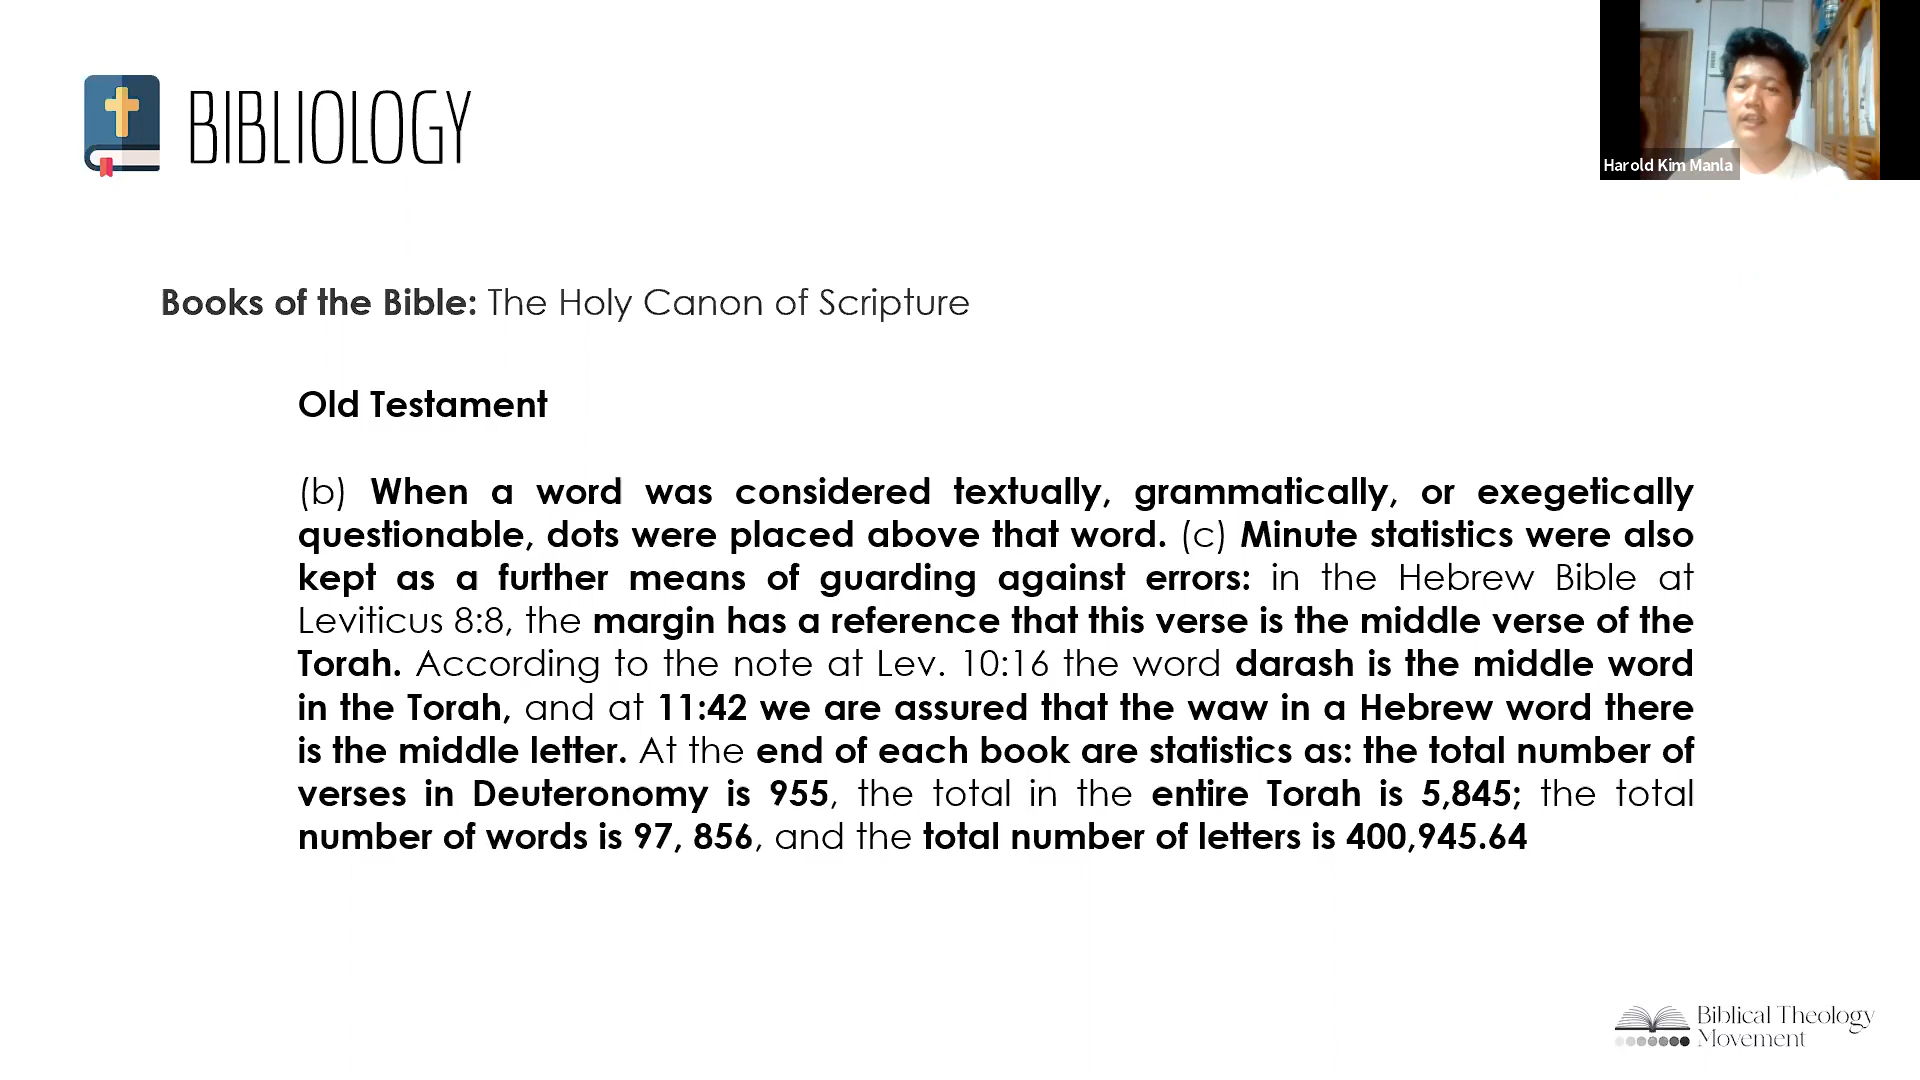 BIBLIOLOGY
Harold Kim Manla
Books of the Bible: The Holy Canon of Scripture
Old Testament
(b) When a word was considered textually, grammatically, or exegetically
questionable, dots were placed above that word. (c) Minute statistics were also
kept as a further means of guarding against errors: in the Hebrew Bible at
Leviticus 8:8, the margin has a reference that this verse is the middle verse of the
Torah. According to the note at Lev. 10:16 the word darash is the middle word
in the Torah, and at 11:42 we are assured that the waw in a Hebrew word there
is the middle letter. At the end of each book are statistics as: the total number of
verses in Deuteronomy is 955, the total in the entire Torah is 5,845; the total
number of words is 97, 856, and the total number of letters is 400,945.64
Biblical Theology
Movement